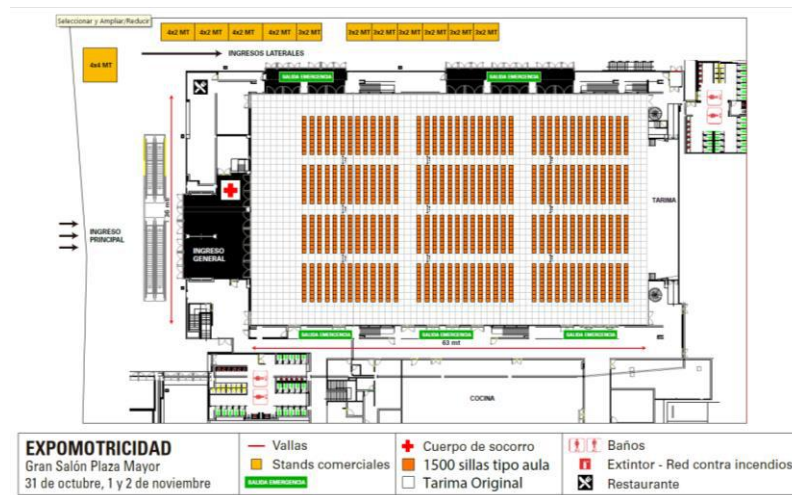 Seleccionar y Ampliar/Reducir
4x2 MT 4x2 MT 4x2 MT 4x2 MT 3x2 MT
3x2 MT 3x2 MT 3x2 MT 3x2 MT 3x2 MT 3x2 MT
INGRESOS LATERALES
4x4 MT
SALIDA EMERGENCIA
SALIDA EMERGENCIA
36 mt
TARIMA
INGRESO
PRINCIPAL
INGRESO
GENERAL
SALIDA EMERGENCIA
SALIDA EMERGENCIA
SALIDA EMERGENCIA
63 mt
COCINA
EXPOMOTRICIDAD
Gran Salón Plaza Mayor
31 de octubre, 1 y 2 de noviembre
Vallas
Stands comerciales
SALIDA EMERGENCIA
Cuerpo de socorro
1500 sillas tipo aula
Tarima Original
Baños
Extintor - Red contra incendios
Restaurante